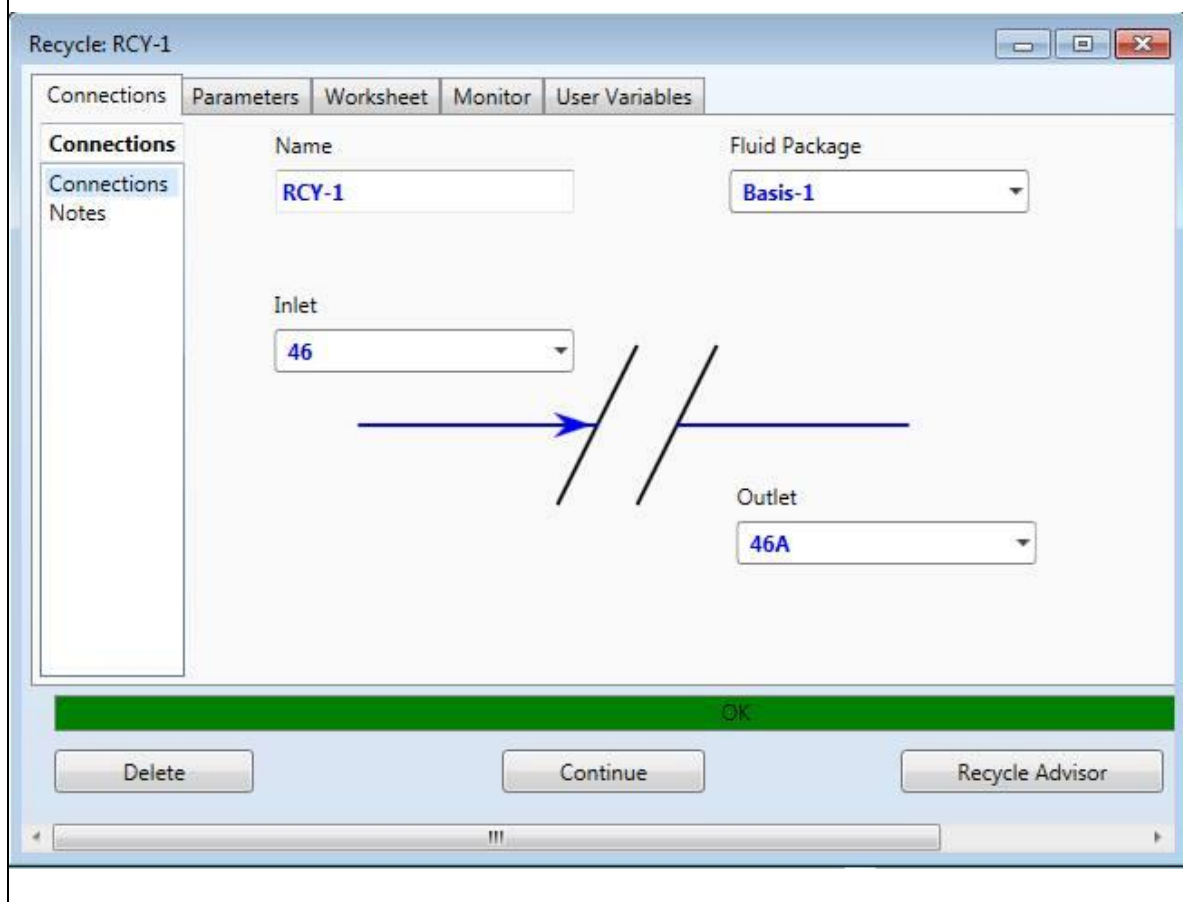 Recycle: RCY-1
Connections Parameters Worksheet Monitor User Variables
Connections
Connections
Notes
Name
RCY-1
Fluid Package
Basis-1
Inlet
46
Outlet
46A
OK
Delete Continue Recycle Advisor